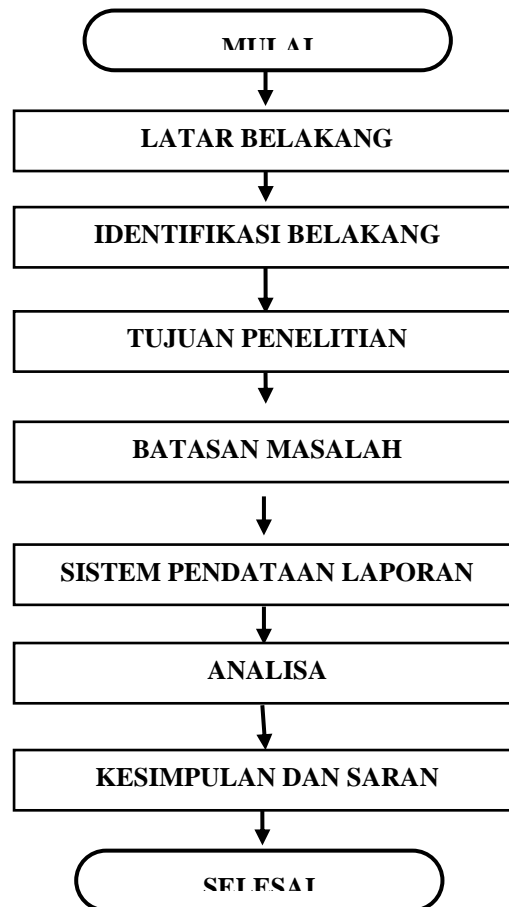 MULAI
LATAR BELAKANG
IDENTIFIKASI BELAKANG
TUJUAN PENELITIAN
BATASAN MASALAH
SISTEM PENDATAAN LAPORAN
ANALISA
KESIMPULAN DAN SARAN
SELESAI